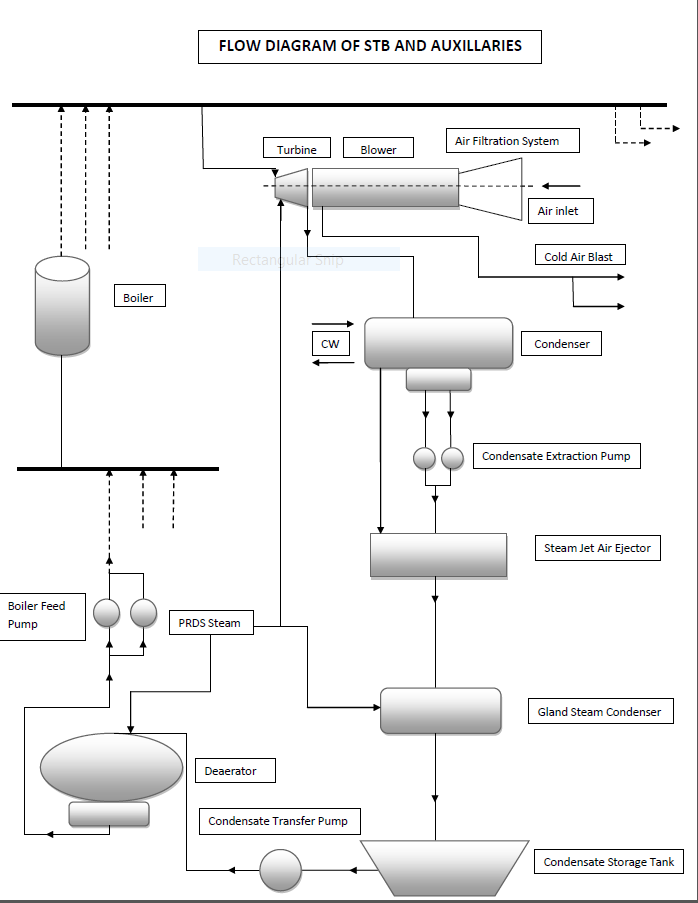 FLOW DIAGRAM OF STB AND AUXILLARIES
Turbine
Blower
Air Filtration System
Air inlet
Rectangular Snip
Cold Air Blast
Boiler
CW
Condenser
Condensate Extraction Pump
Steam Jet Air Ejector
Boiler Feed
Pump
PRDS Steam
Gland Steam Condenser
Deaerator
Condensate Transfer Pump
Condensate Storage Tank